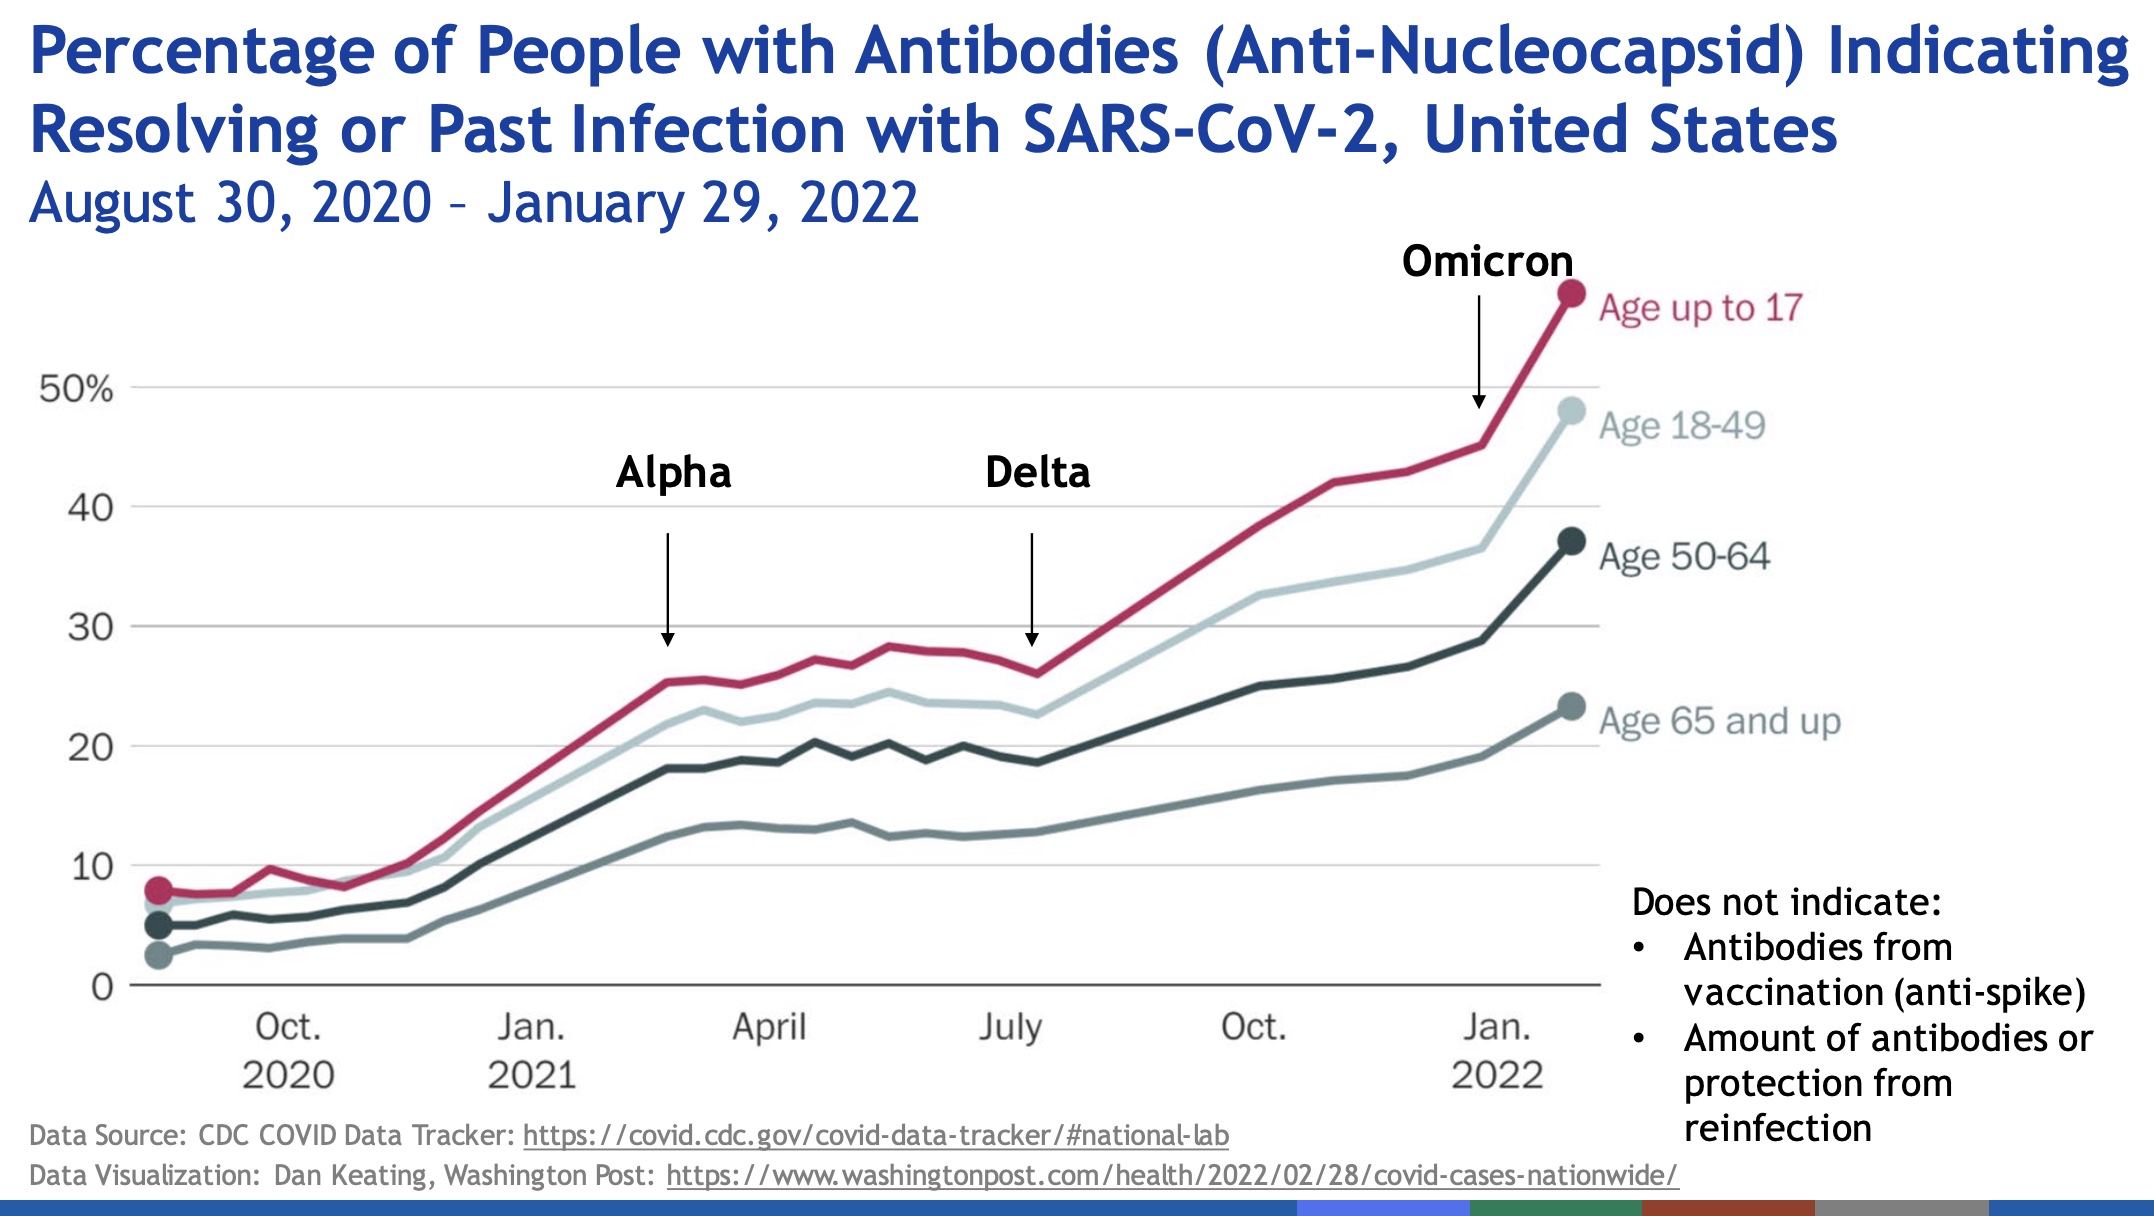 Percentage of People with Antibodies (Anti-Nucleocapsid) Indicating
Resolving or Past Infection with SARS-CoV-2, United States
August 30, 2020 – January 29, 2022
Omicron
Age up to 17
50%
Age 18-49
Alpha
Delta
40
Age 50-64
30
Age 65 and up
20
10
0
Does not indicate:
• Antibodies from
vaccination (anti-spike)
• Amount of antibodies or
protection from
reinfection
Oct. Jan. April July Oct. Jan.
2020 2021 2022
Data Source: CDC COVID Data Tracker: https://covid.cdc.gov/covid-data-tracker/#national-lab
Data Visualization: Dan Keating, Washington Post: https://www.washingtonpost.com/health/2022/02/28/covid-cases-nationwide/